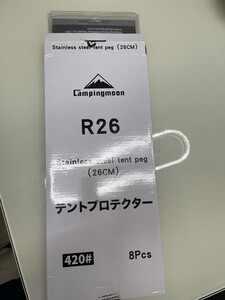 Stainless steel tent peg (26CM)
Campingmoon
R26
Stainless steel tent peg
(26CM)
テントプロテクター
420#
8Pcs